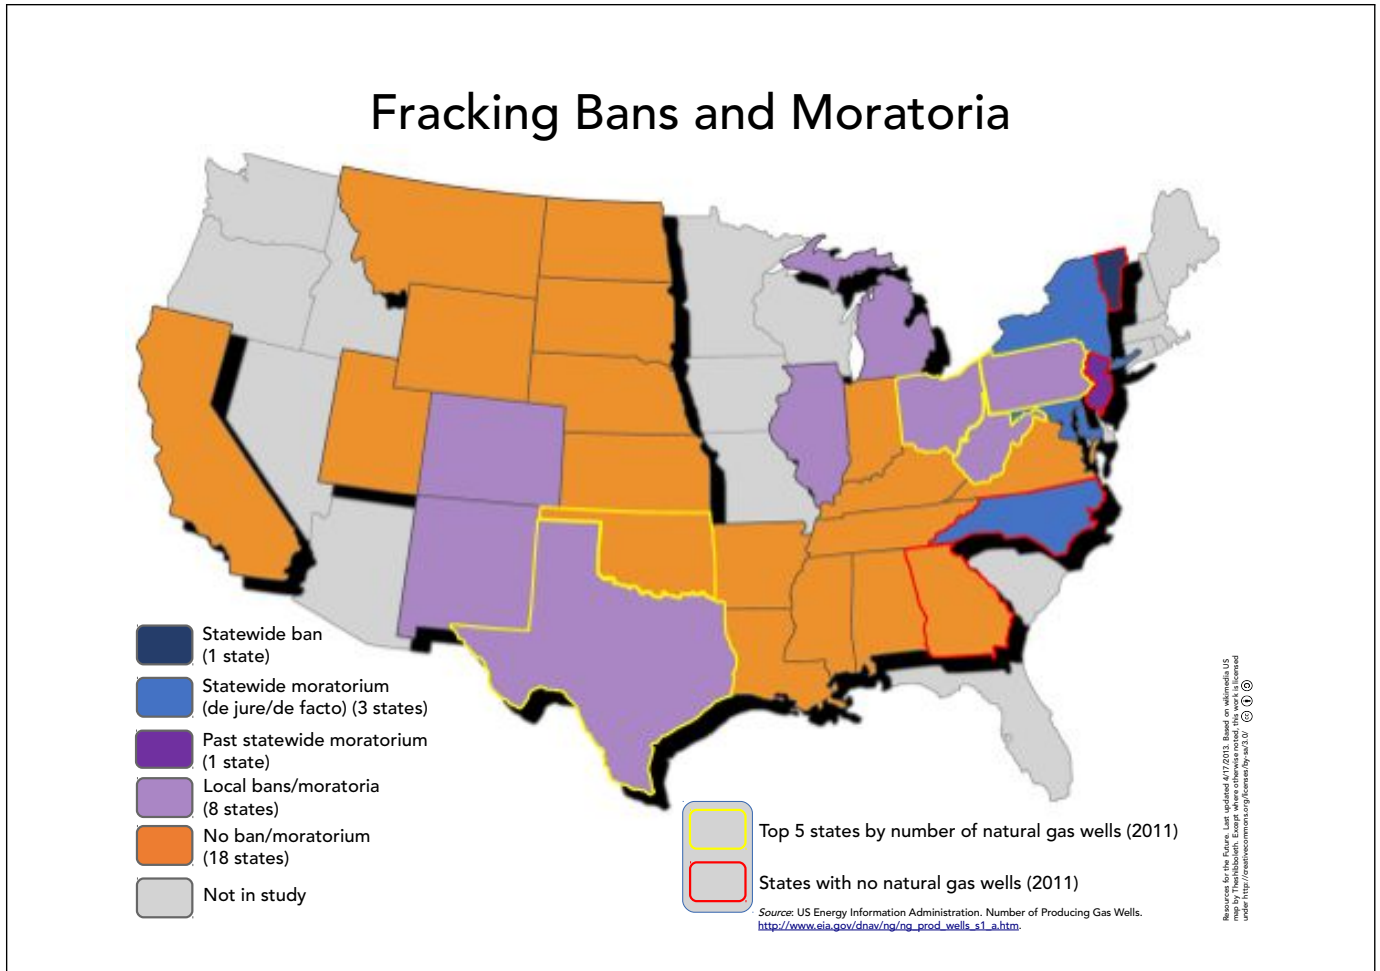 Fracking Bans and Moratoria
Statewide ban
(1 state)
Statewide moratorium
(de jure/de facto) (3 states)
Past statewide moratorium
(1 state)
Local bans/moratoria
(8 states)
No ban/moratorium
(18 states)
Not in study
Top 5 states by number of natural gas wells (2011)
States with no natural gas wells (2011)
Source: US Energy Information Administration. Number of Producing Gas Wells.
http://www.eia.gov/dnav/ng/ng_prod_wells_s1_a.htm.
Resources for the Future. Last updated 4/17/2013. Based on wikimedia US
map by Theshibboleth. Except where otherwise noted, this work is licensed
under http://creativecommons.org/licenses/by-sa/3.0/